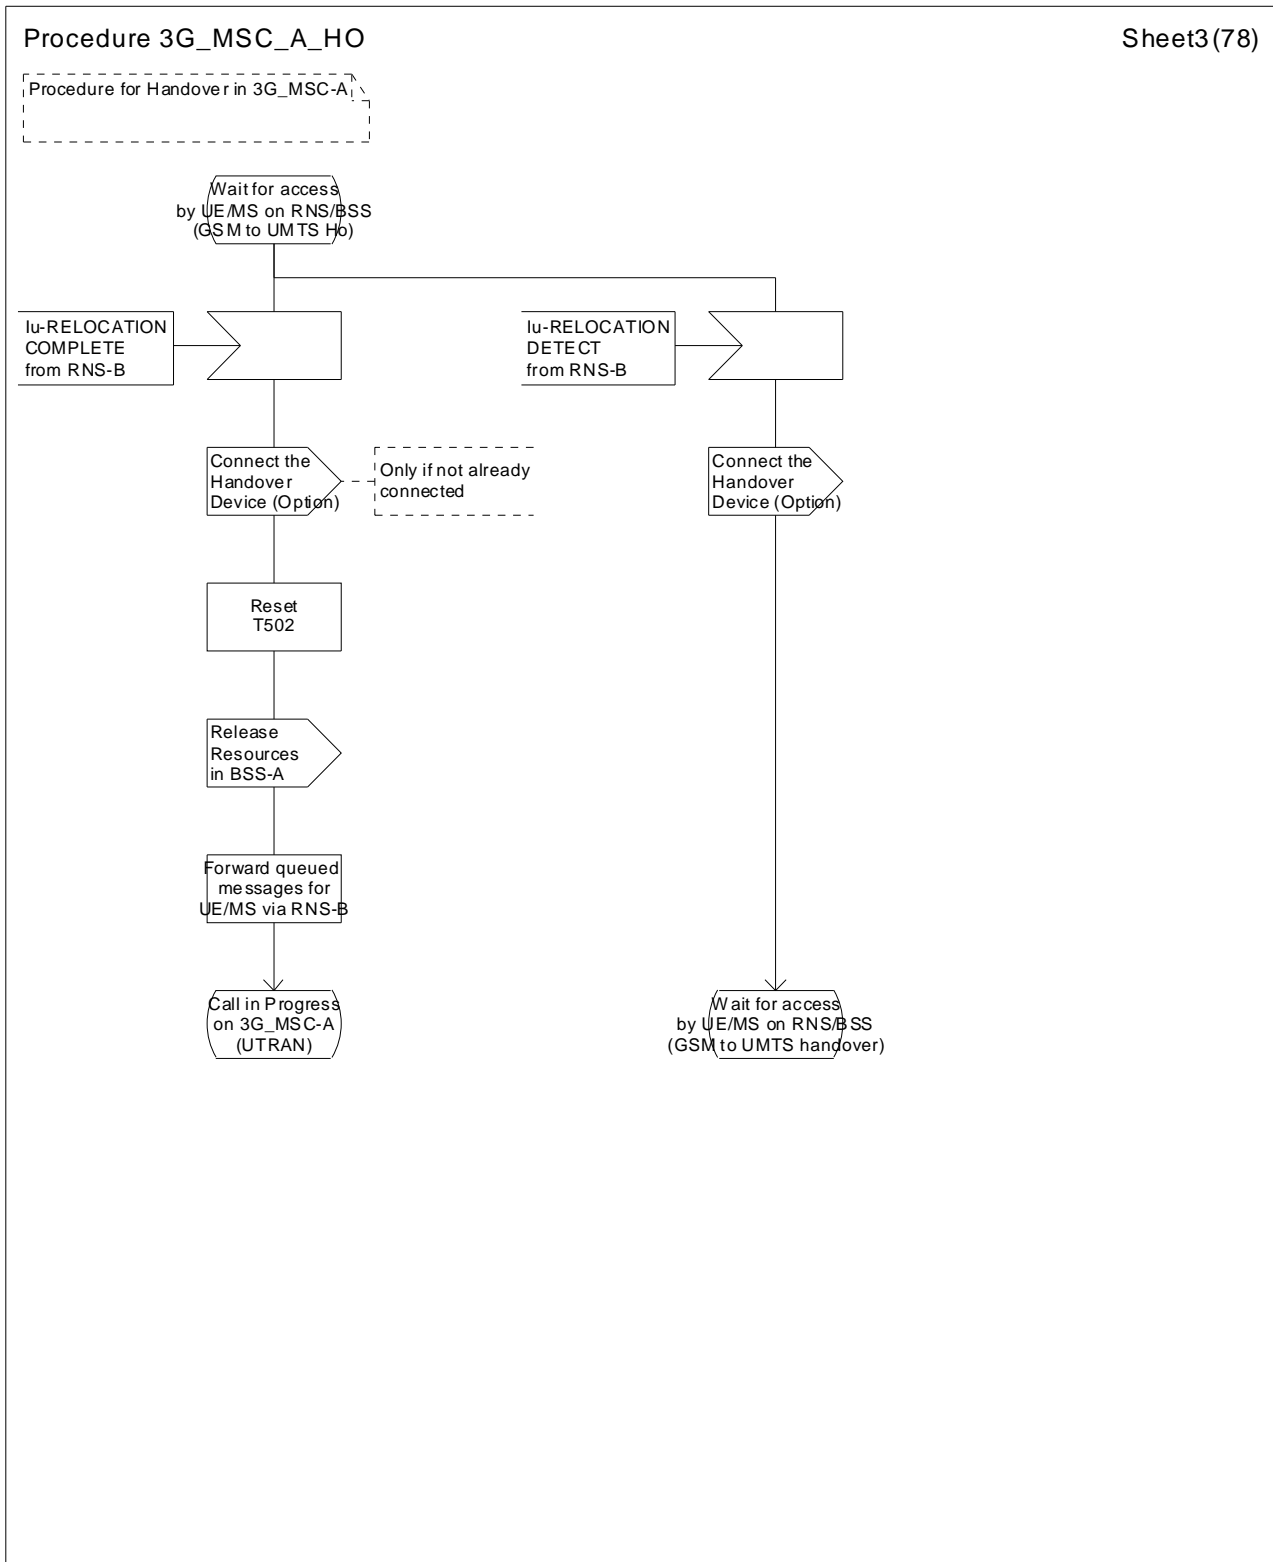 Procedure 3G_MSC_A_HO
Sheet3(78)
Procedure for Handover in 3G_MSC-A
Wait for access
by UE/MS on RNS/BSS
(GSM to UMTS Ho)
Iu-RELOCATION
COMPLETE
from RNS-B
Iu-RELOCATION
DETECT
from RNS-B
Connect the
Handover
Device (Option)
Only if not already
connected
Connect the
Handover
Device (Option)
Reset
T502
Release
Resources
in BSS-A
Forward queued
messages for
UE/MS via RNS-B
Call in Progress
on 3G_MSC-A
(UTRAN)
Wait for access
by UE/MS on RNS/BSS
(GSM to UMTS handover)